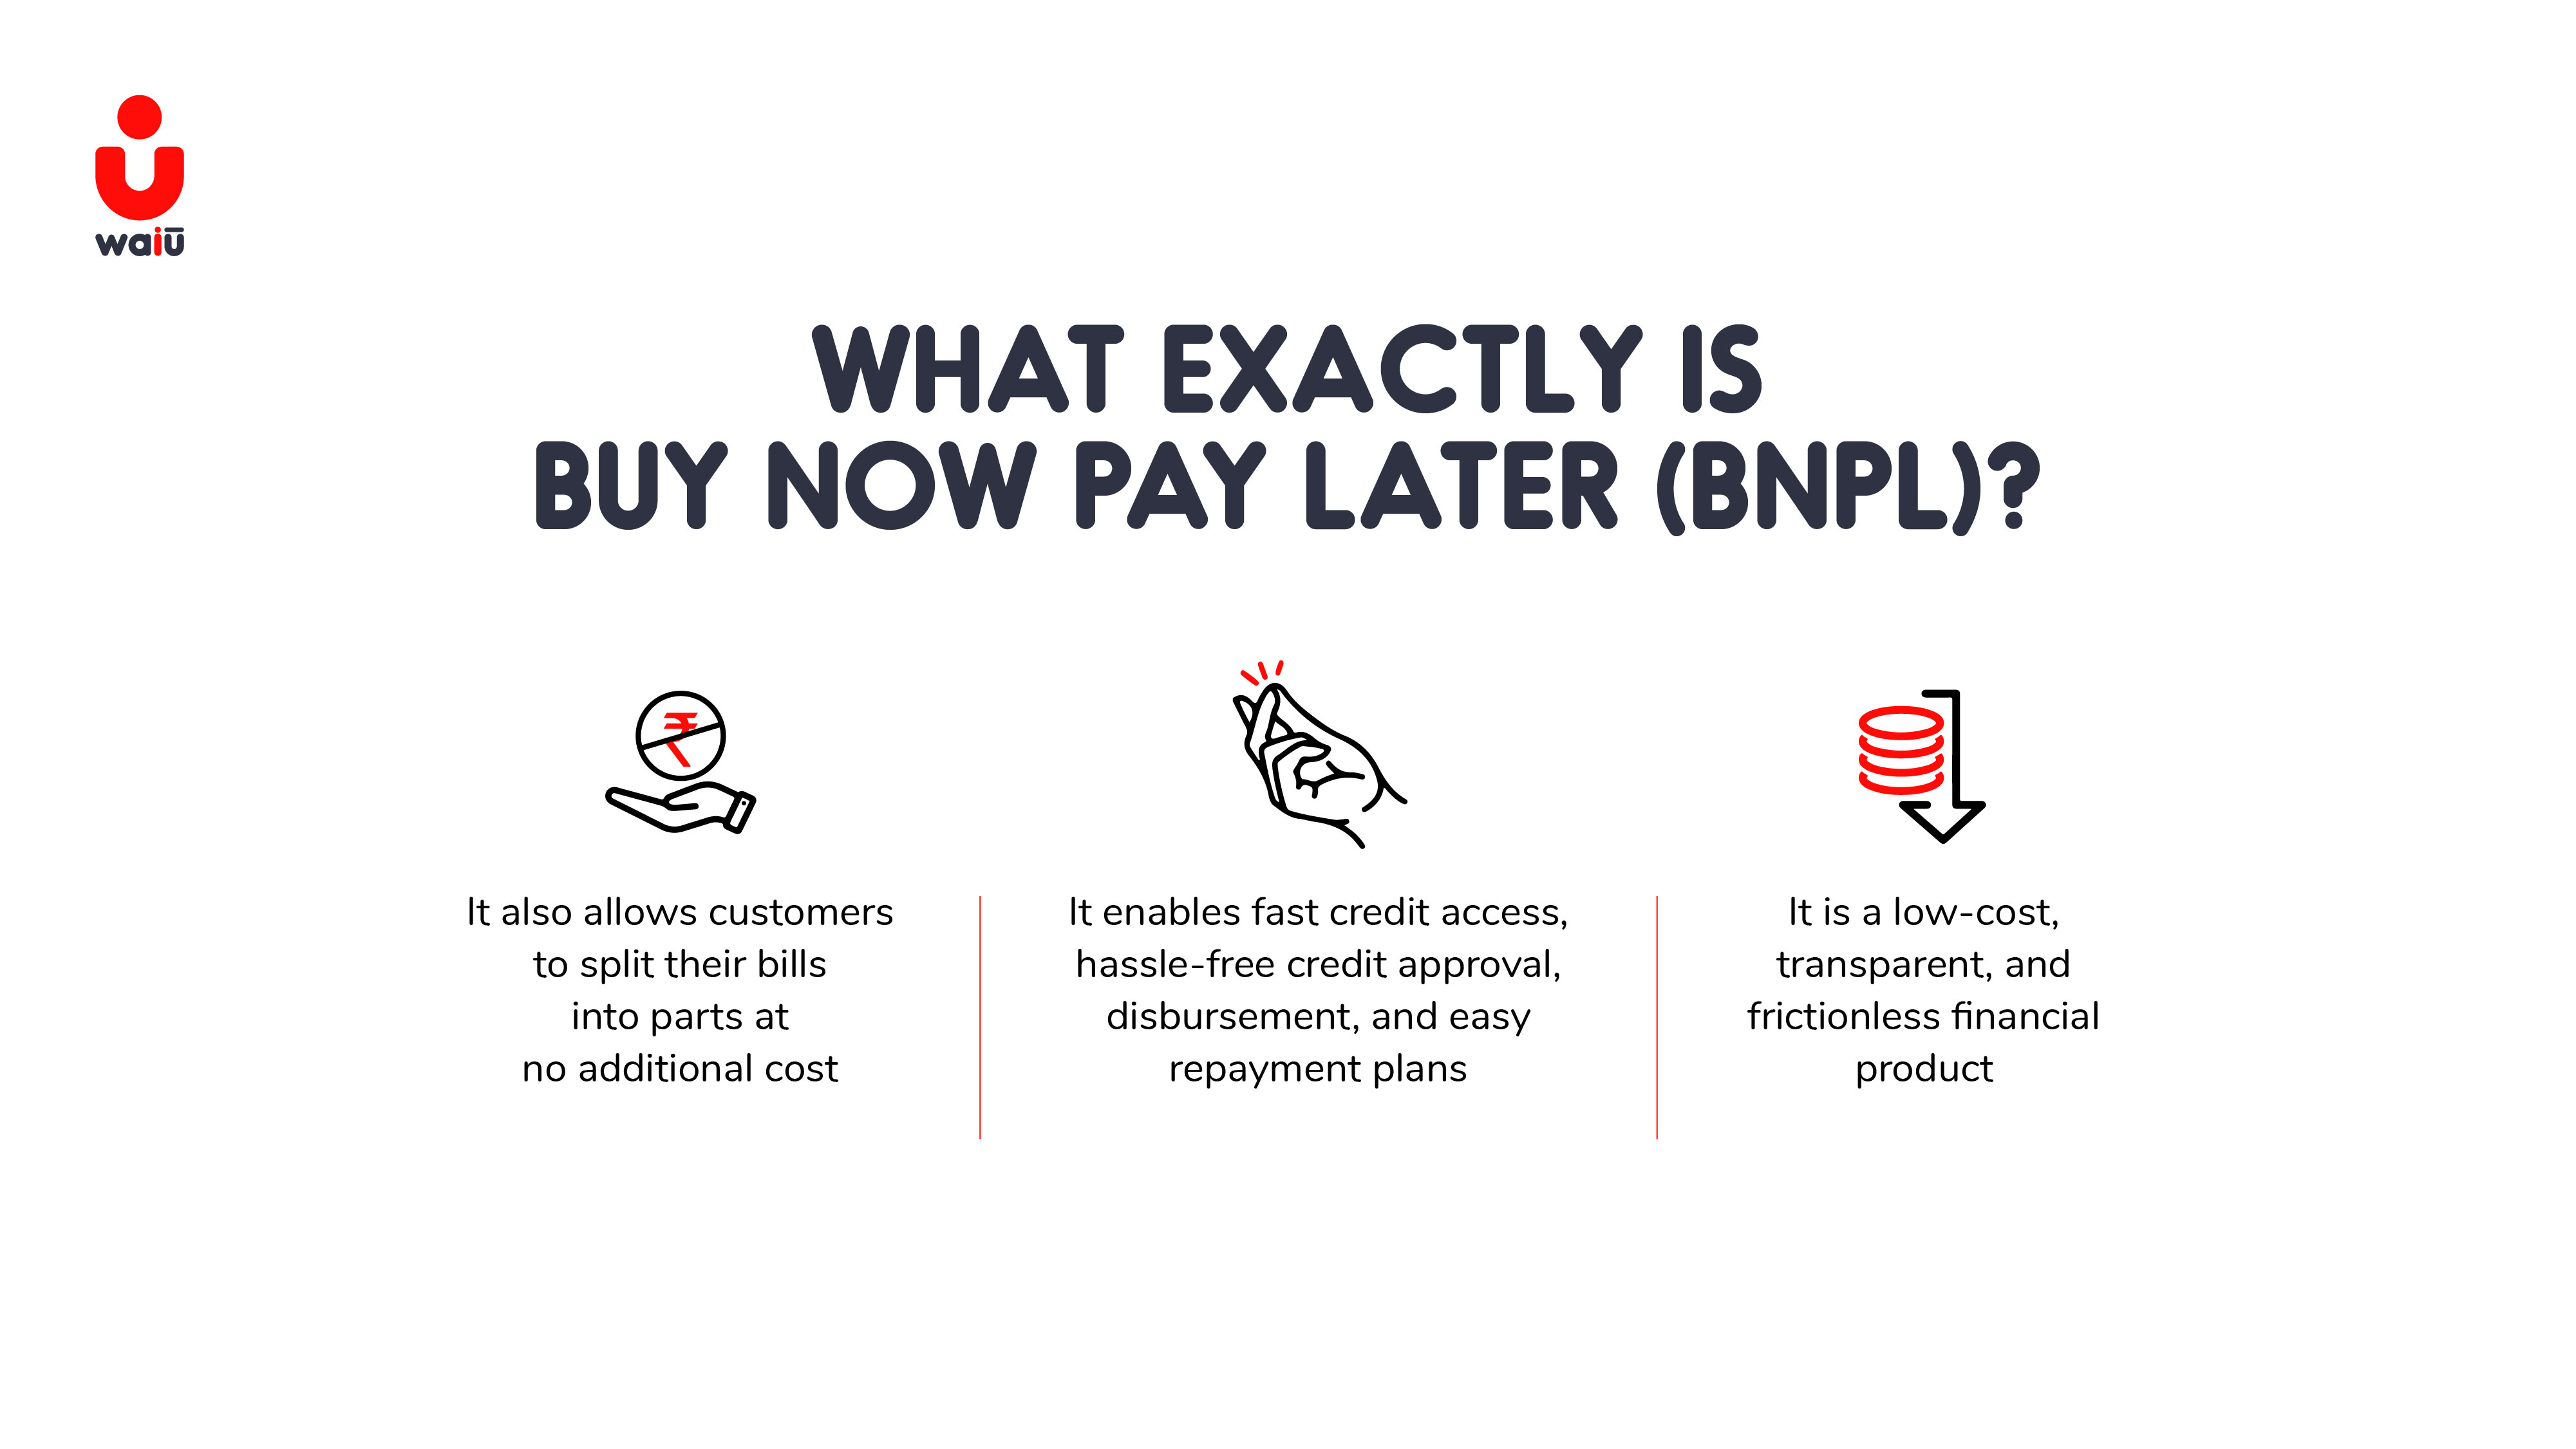 waiū
WHAT EXACTLY IS
BUY NOW PAY LATER (BNPL)?
₹
It also allows customers
to split their bills
into parts at
no additional cost
It enables fast credit access,
hassle-free credit approval,
disbursement, and easy
repayment plans
It is a low-cost,
transparent, and
frictionless financial
product